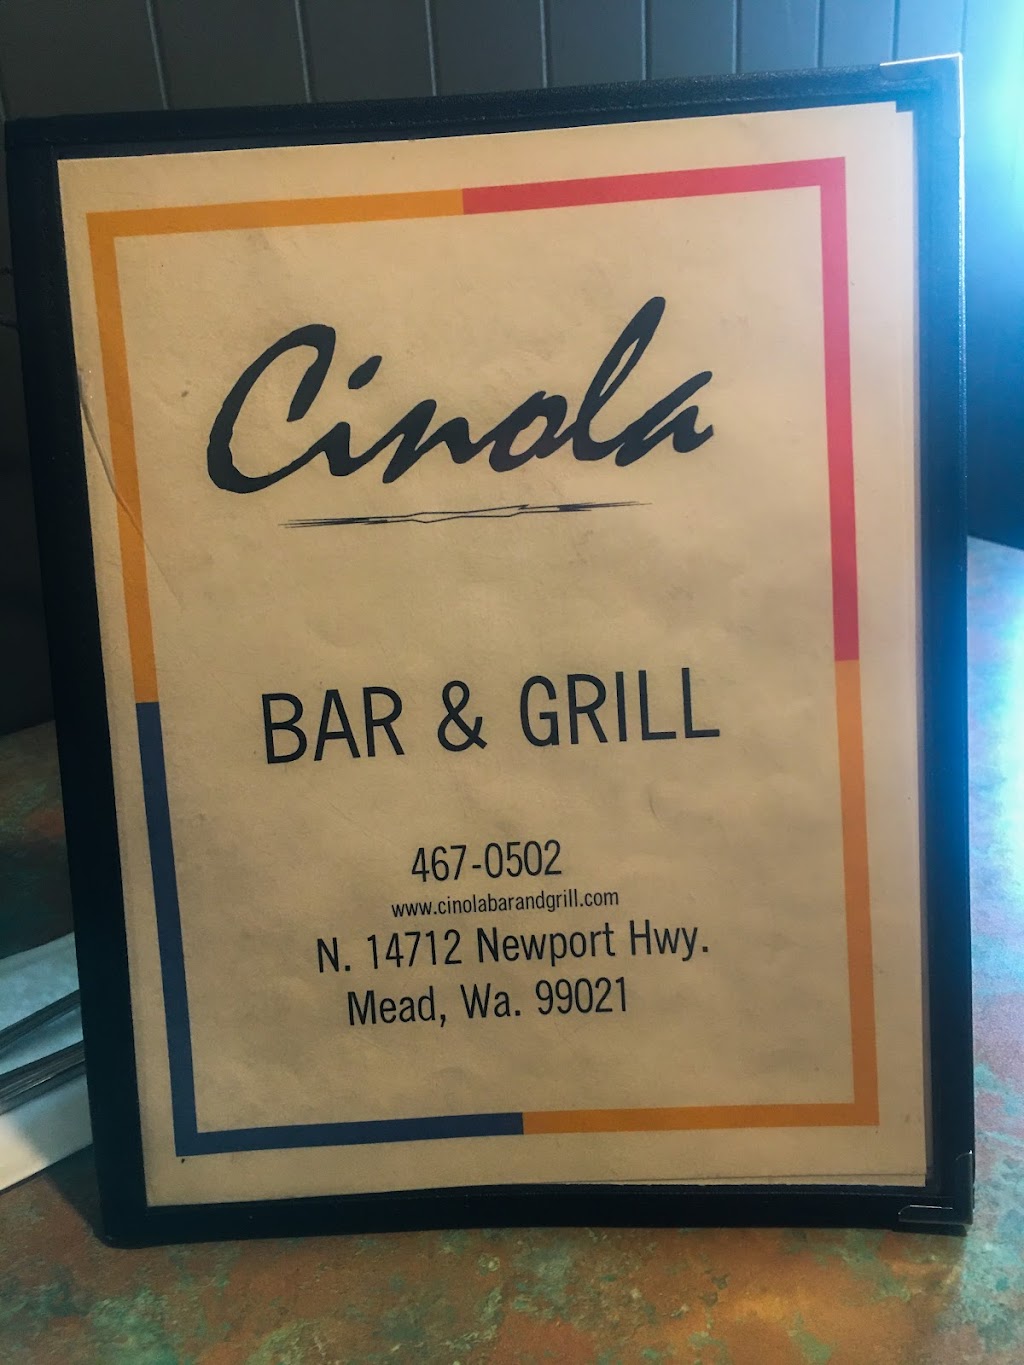 Cinola
BAR & GRILL
467-0502
www.cinolabarandgrill.com
N. 14712 Newport Hwy.
Mead, Wa. 99021